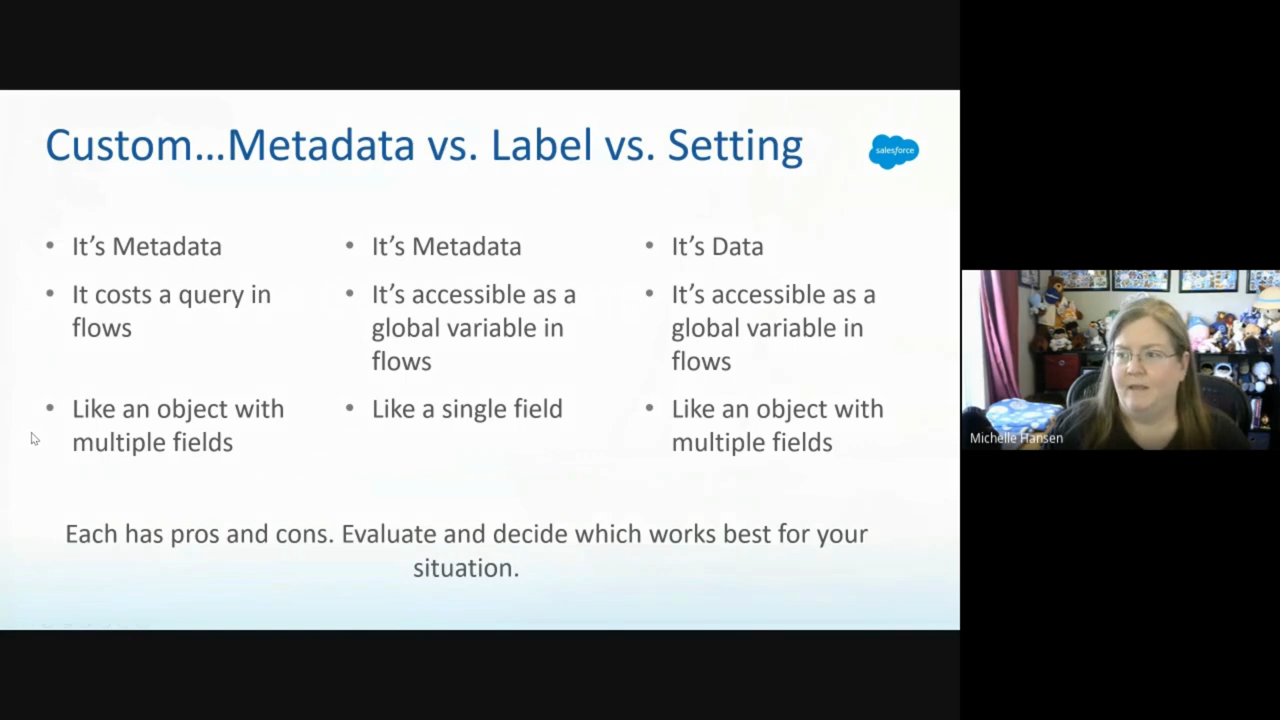 Custom...Metadata vs. Label vs. Setting
salesforce
• It's Metadata
• It costs a query in
flows
• Like an object with
multiple fields
• It's Metadata
• It's accessible as a
global variable in
flows
• Like a single field
• It's Data
• It's accessible as a
global variable in
flows
• Like an object with
multiple fields
Each has pros and cons. Evaluate and decide which works best for your
situation.
Michelle Hansen